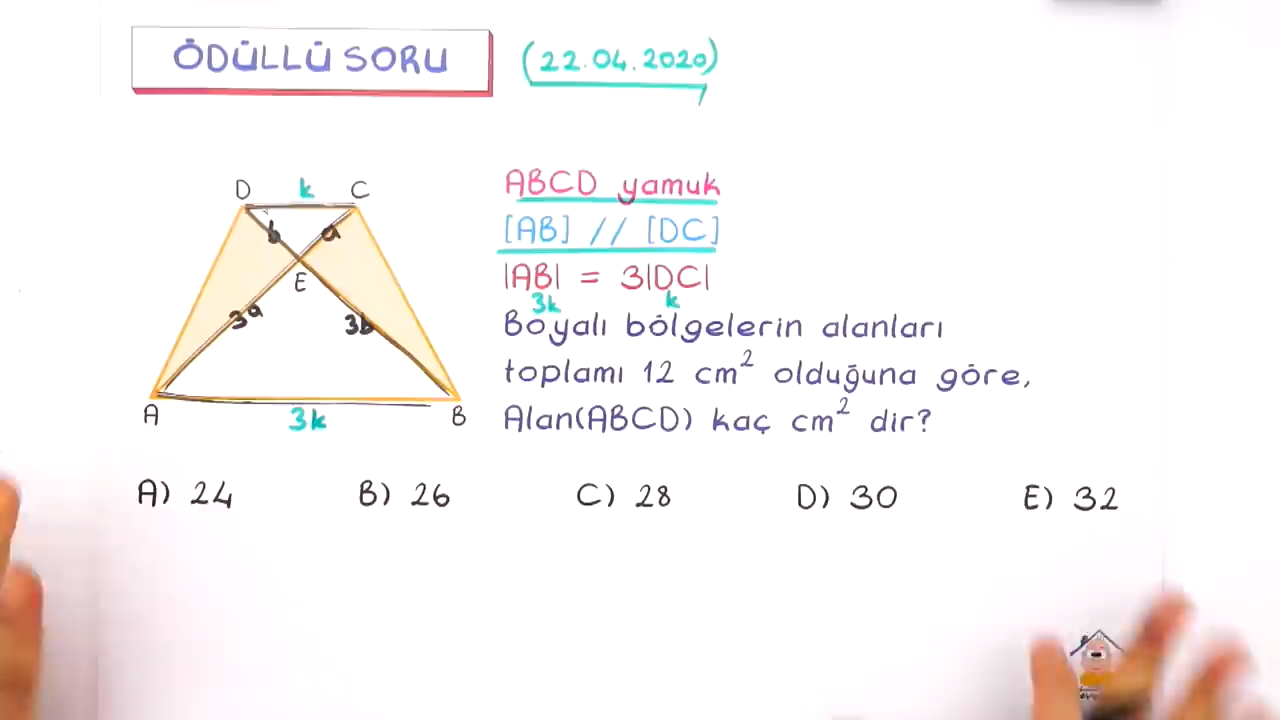 ÖDÜLLÜ SORU
(22.04.2020)
D k C
b a
E
3a 3b
A 3k B
ABCD yamuk
[AB] // [DC]
|AB| = 3|DC|
3k k
Boyalı bölgelerin alanları
toplamı 12 cm² olduğuna göre,
Alan(ABCD) kaç cm² dir?
A) 24 B) 26 C) 28 D) 30 E) 32